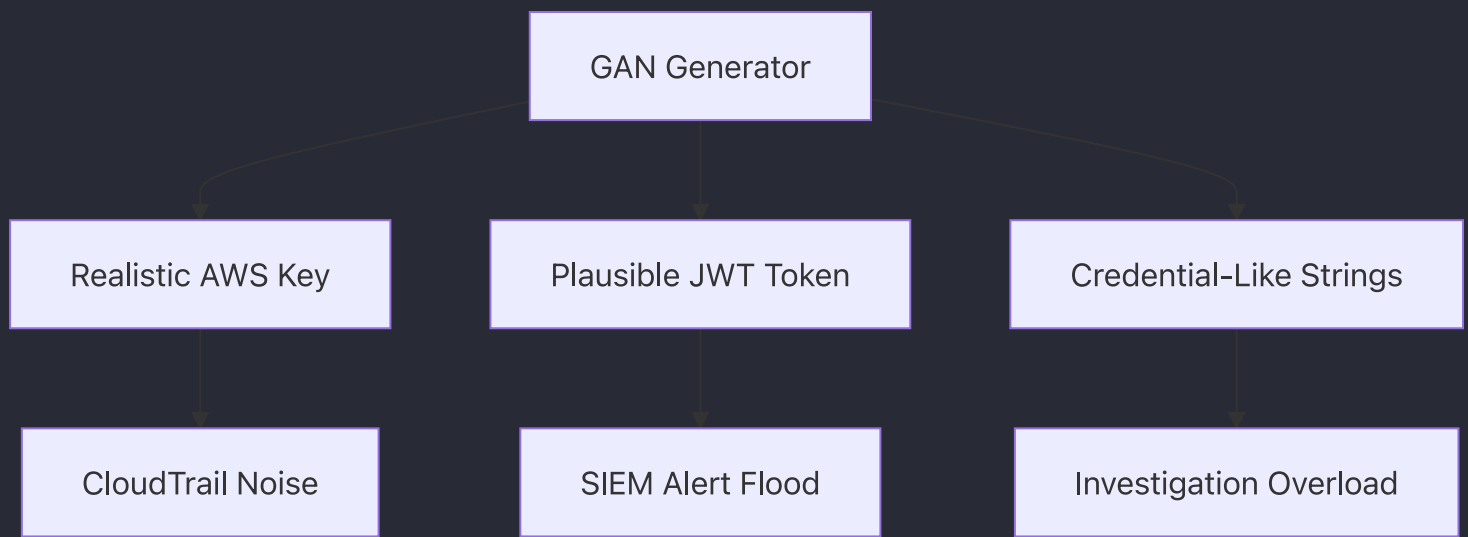 GAN Generator
Realistic AWS Key
Plausible JWT Token
Credential-Like Strings
CloudTrail Noise
SIEM Alert Flood
Investigation Overload